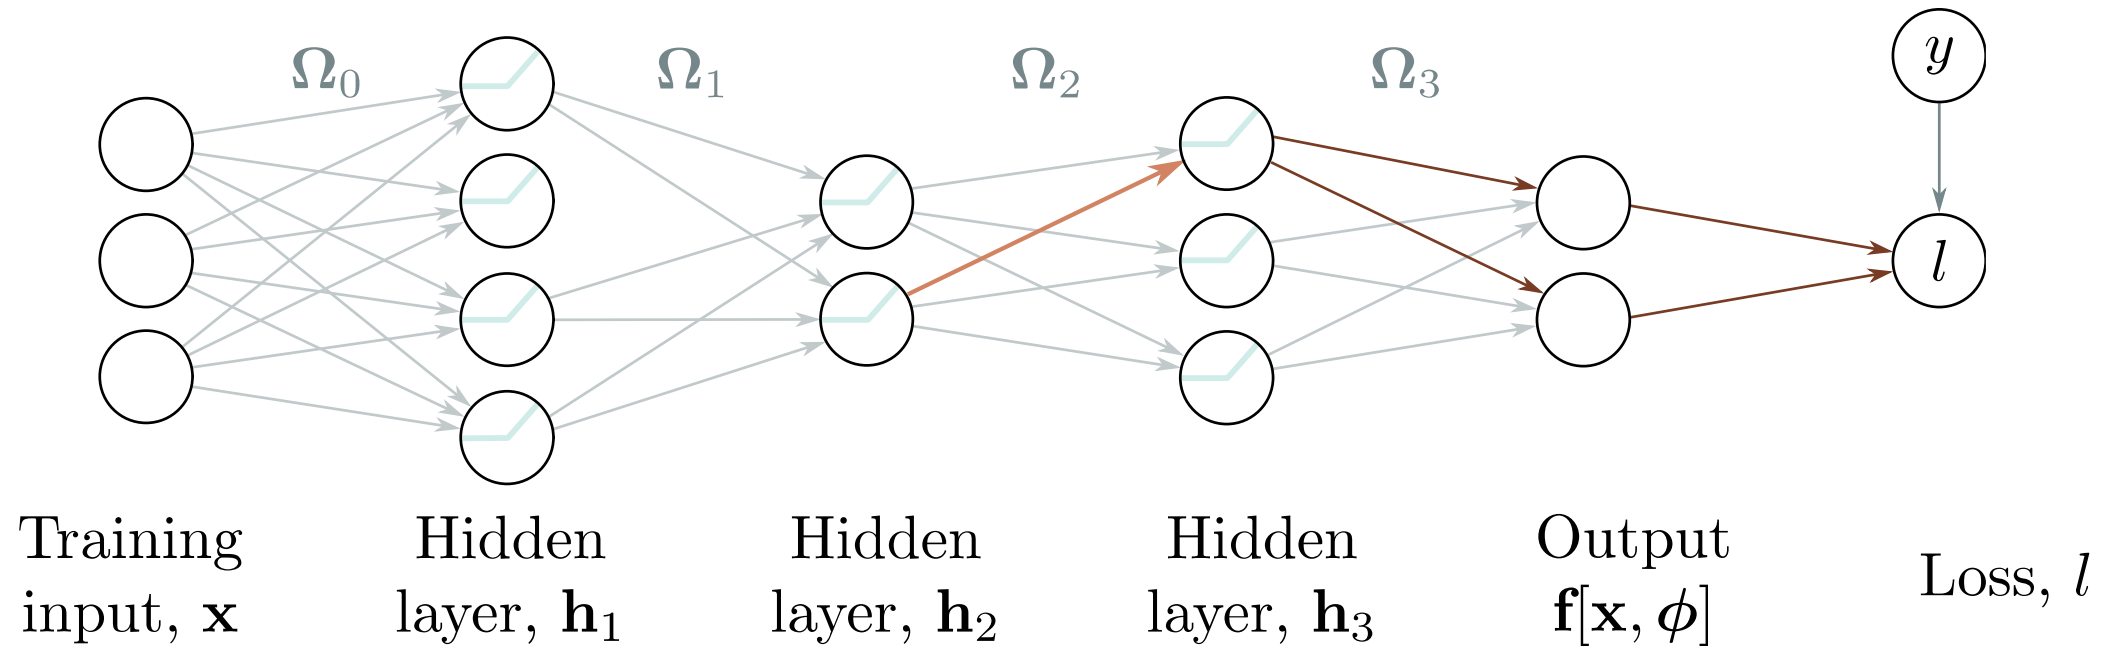 Ω₀
Ω₁
Ω₂
Ω₃
y
l
Training
input, x
Hidden
layer, h₁
Hidden
layer, h₂
Hidden
layer, h₃
Output
f[x, ϕ]
Loss, l